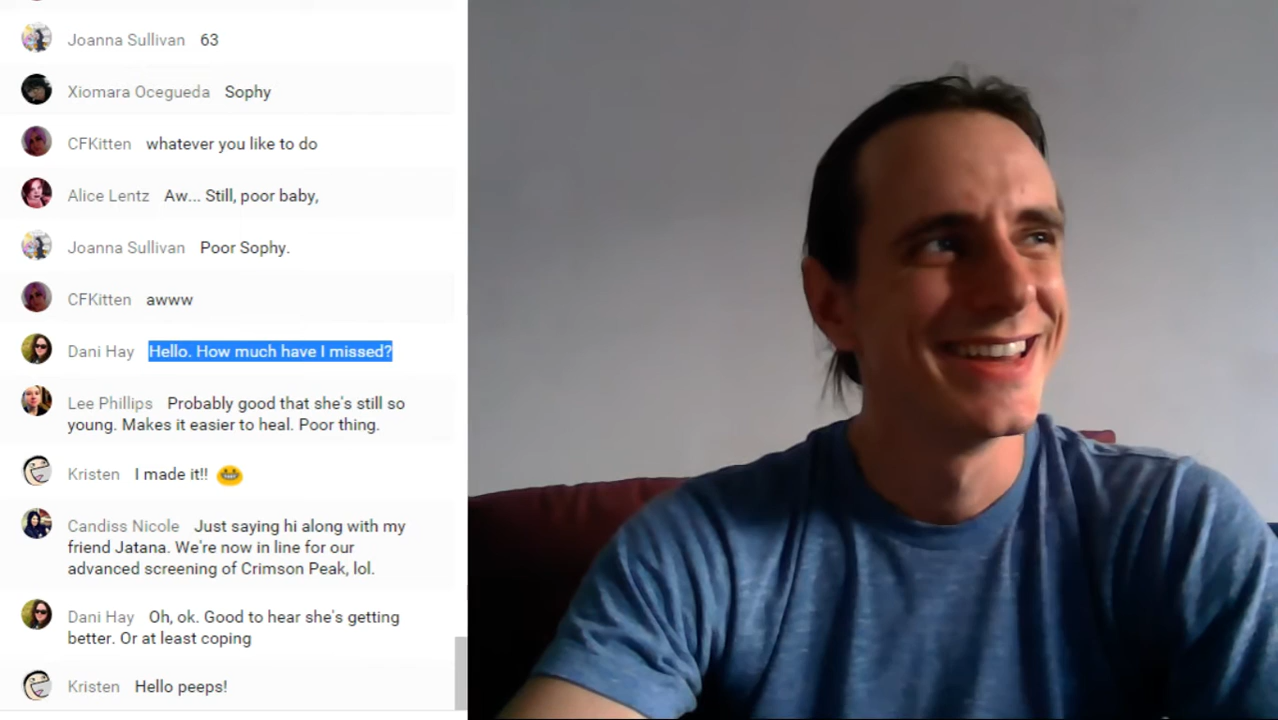 Joanna Sullivan 63
Xiomara Ocegueda Sophy
CFKitten whatever you like to do
Alice Lentz Aw... Still, poor baby,
Joanna Sullivan Poor Sophy.
CFKitten awww
Dani Hay Hello. How much have I missed?
Lee Phillips Probably good that she's still so
young. Makes it easier to heal. Poor thing.
Kristen I made it!! 😁
Candiss Nicole Just saying hi along with my
friend Jatana. We're now in line for our
advanced screening of Crimson Peak, lol.
Dani Hay Oh, ok. Good to hear she's getting
better. Or at least coping
Kristen Hello peeps!